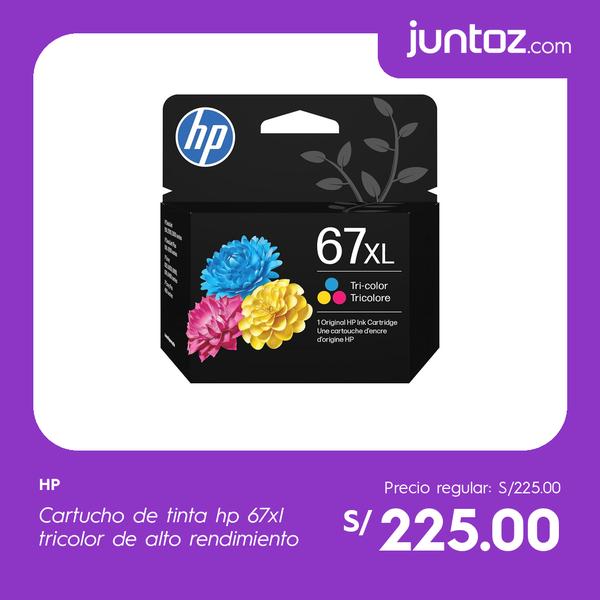 juntoz.com
hp
67XL
Tri-color
Tricolore
1 Original HP Ink Cartridge
Une cartouche d'encre
d'origine HP
HP
Cartucho de tinta hp 67xl
tricolor de alto rendimiento
Precio regular: S/225.00
S/ 225.00